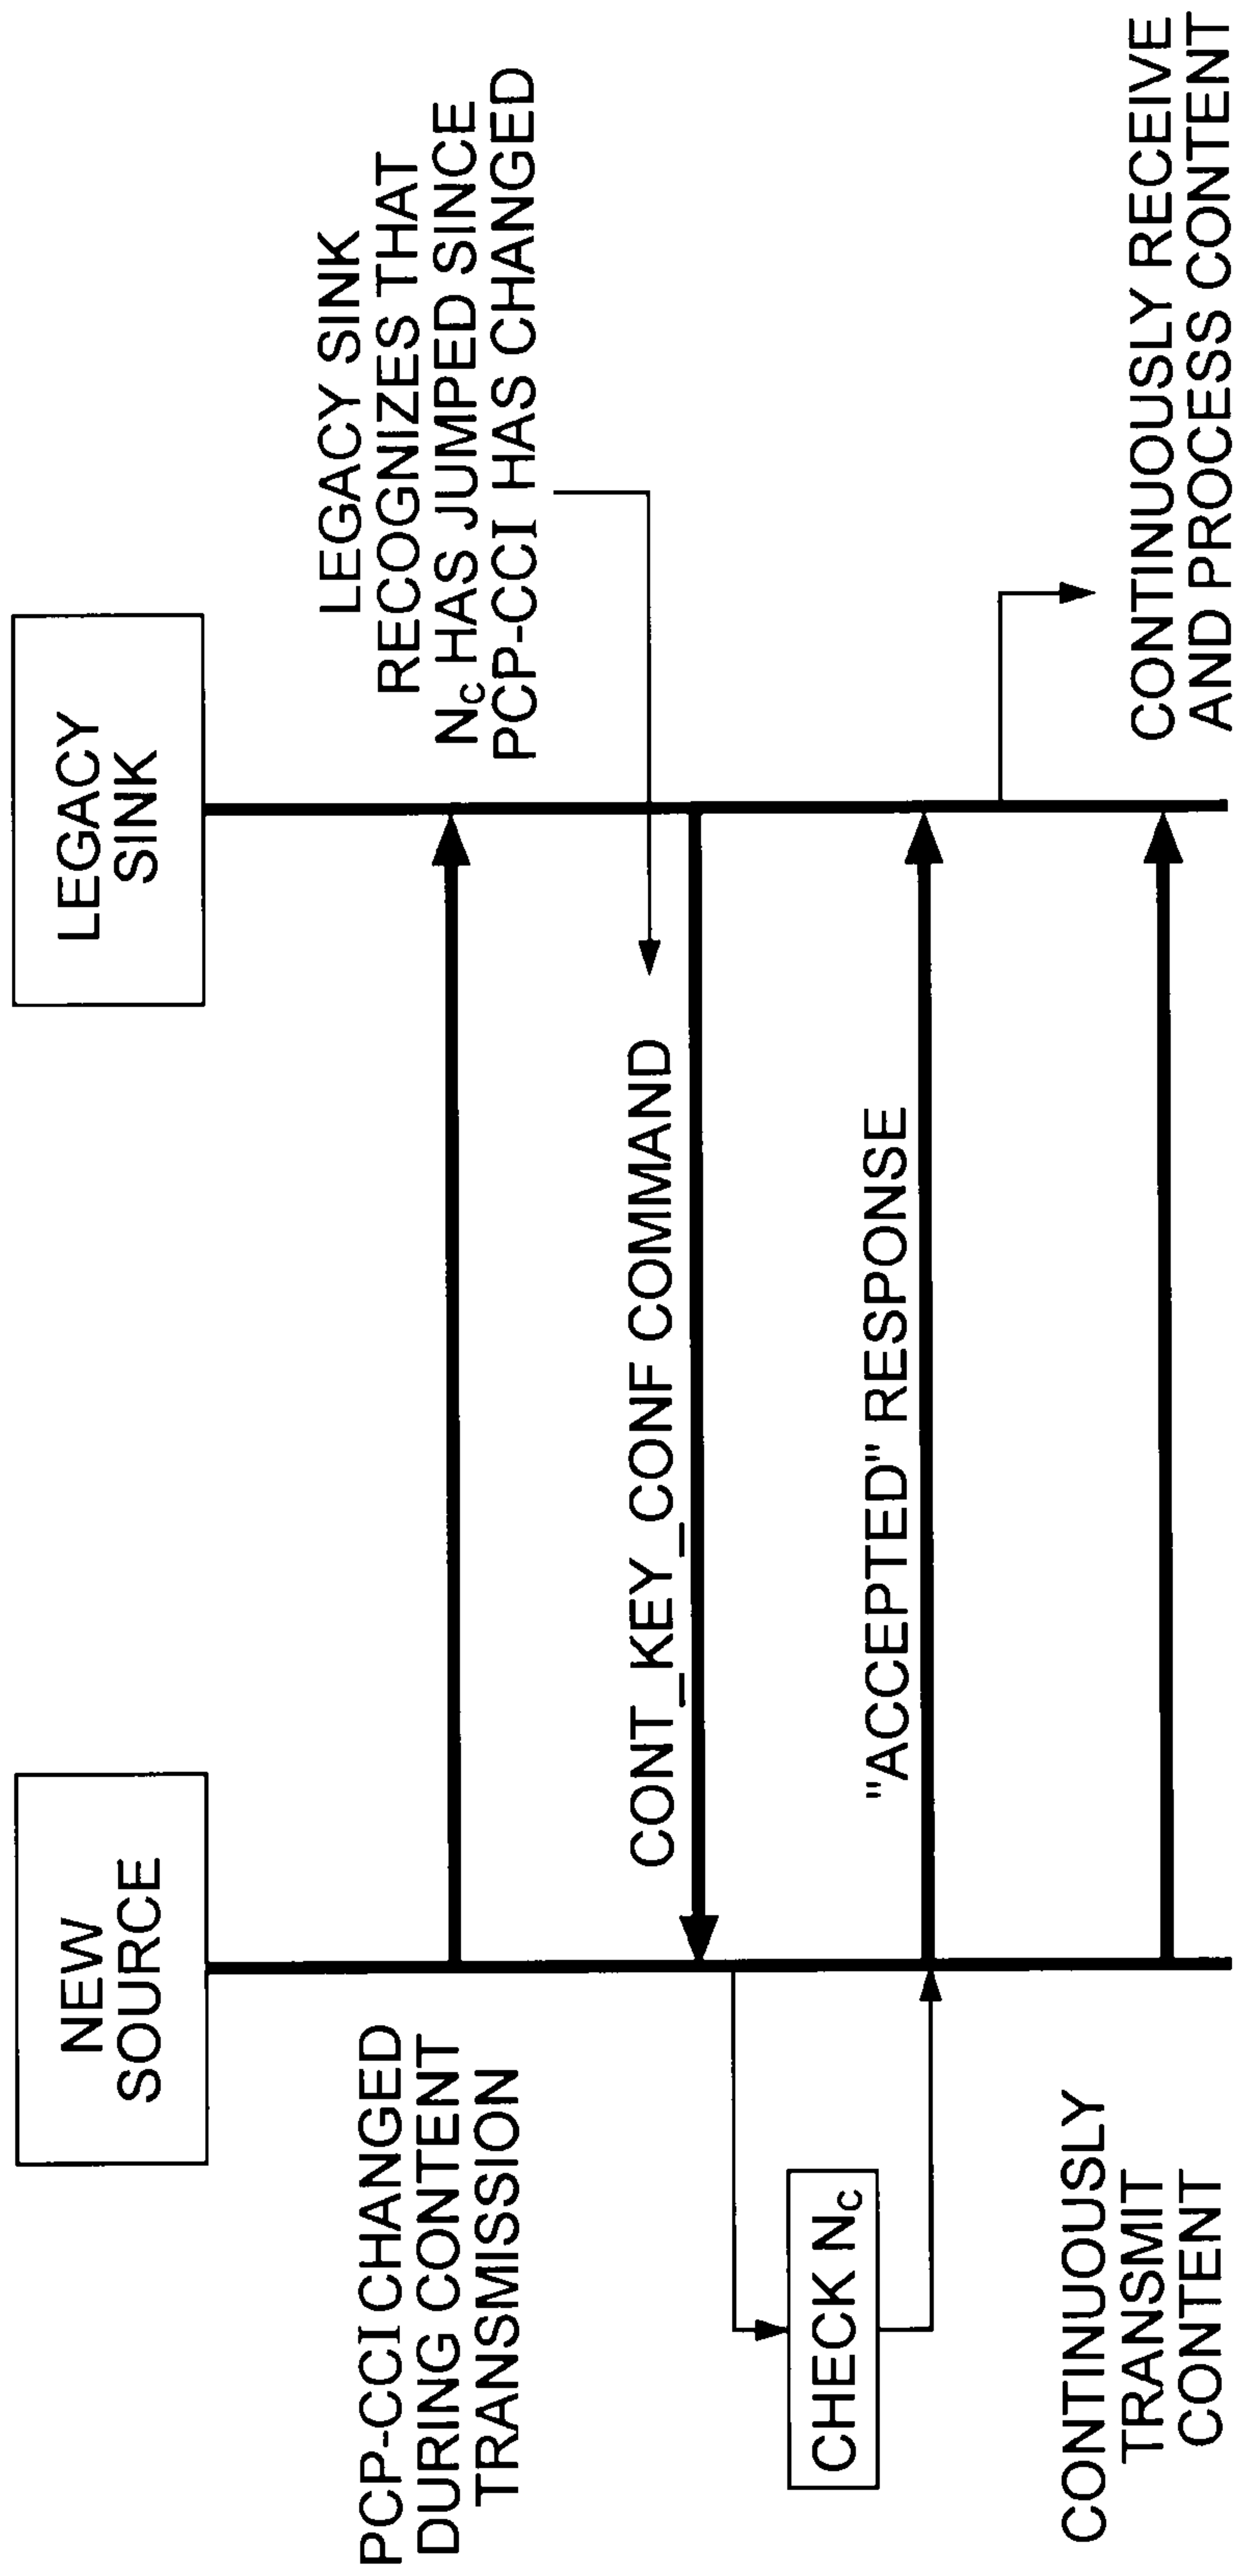 NEW
SOURCE
LEGACY
SINK
PCP-CCI CHANGED
DURING CONTENT
TRANSMISSION
LEGACY SINK
RECOGNIZES THAT
Nc HAS JUMPED SINCE
PCP-CCI HAS CHANGED
CONT_KEY_CONF COMMAND
CHECK Nc
"ACCEPTED" RESPONSE
CONTINUOUSLY
TRANSMIT
CONTENT
CONTINUOUSLY RECEIVE
AND PROCESS CONTENT